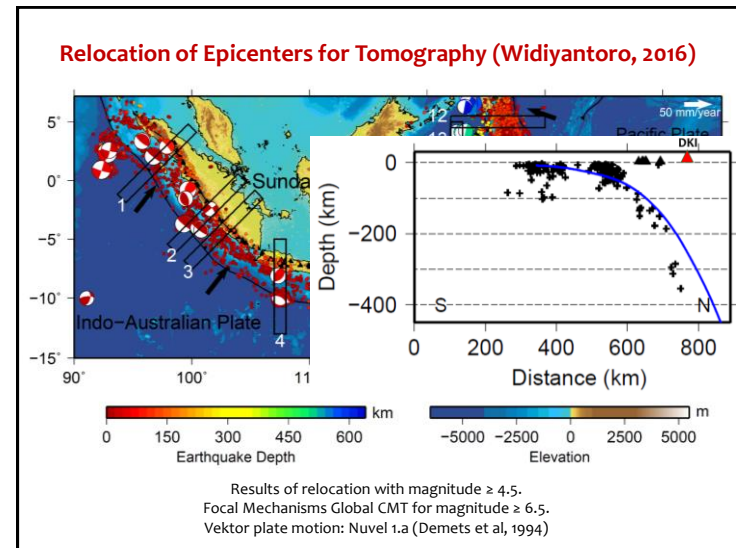 Relocation of Epicenters for Tomography (Widiyantoro, 2016)
5°
0°
−5°
−10°
−15°
90°
100°
1
2
3
4
12
Sunda
Indo−Australian Plate
50 mm/year
Pacific Plate
DKI
0
−200
−400
Depth (km)
S
N
0 200 400 600 800
Distance (km)
km
0 150 300 450 600
Earthquake Depth
m
−5000 −2500 0 2500 5000
Elevation
Results of relocation with magnitude ≥ 4.5.
Focal Mechanisms Global CMT for magnitude ≥ 6.5.
Vektor plate motion: Nuvel 1.a (Demets et al, 1994)